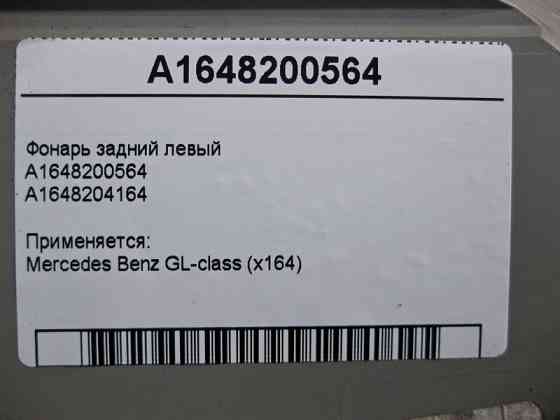 A1648200564
Фонарь задний левый
A1648200564
A1648204164
Применяется:
Mercedes Benz GL-class (x164)